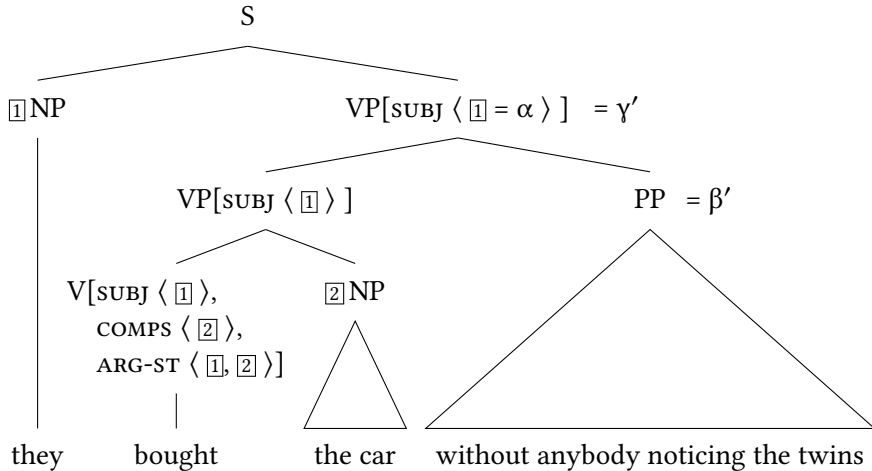 S
1 NP VP[SUBJ ⟨ 1 = α ⟩ ] = γ′
VP[SUBJ ⟨ 1 ⟩ ] PP = β′
V[SUBJ ⟨ 1 ⟩, 2 NP
COMPS ⟨ 2 ⟩,
ARG-ST ⟨ 1, 2 ⟩]
they bought the car without anybody noticing the twins